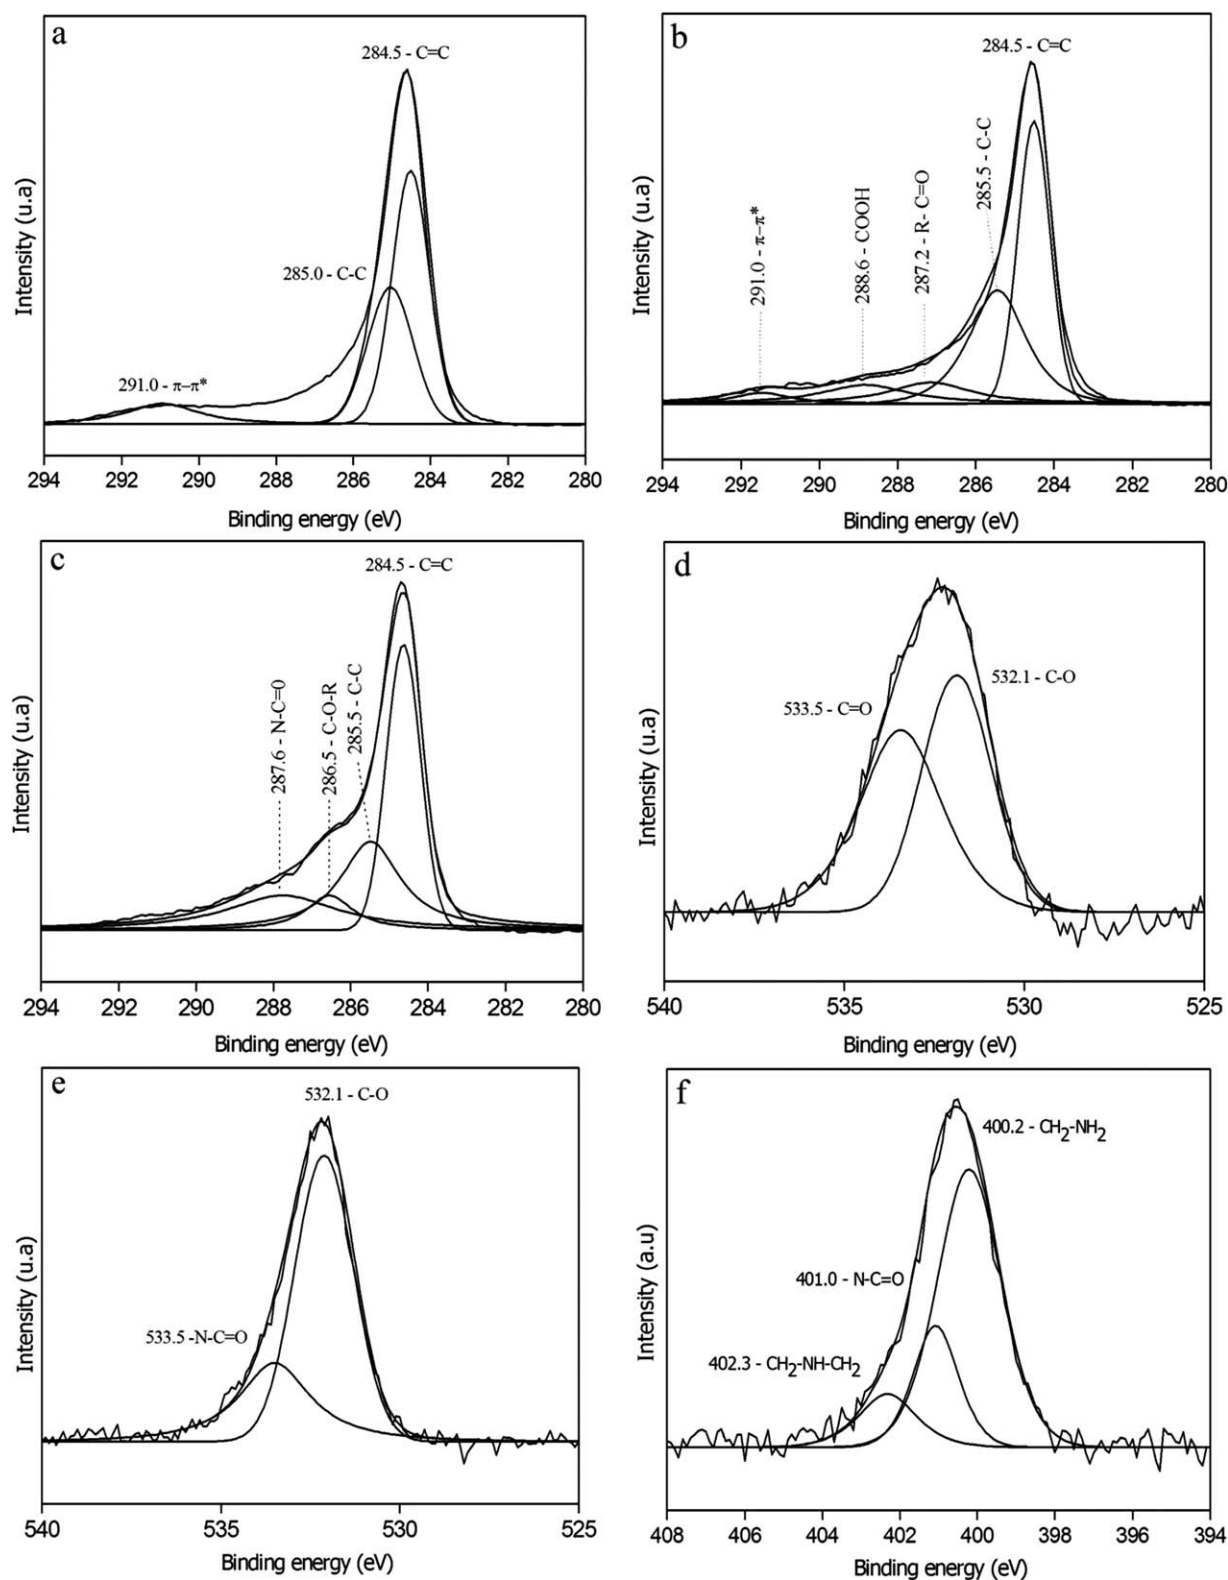 a
284.5 - C=C
285.0 - C-C
291.0 - π–π*
Intensity (u.a)
294 292 290 288 286 284 282 280
Binding energy (eV)
b
284.5 - C=C
285.5 - C-C
287.2 - R- C=O
288.6 - COOH
291.0 - π–π*
Intensity (u.a)
294 292 290 288 286 284 282 280
Binding energy (eV)
c
284.5 - C=C
285.5 - C-C
286.5 - C-O-R
287.6 - N-C=0
Intensity (u.a)
294 292 290 288 286 284 282 280
Binding energy (eV)
d
532.1 - C-O
533.5 - C=O
Intensity (u.a)
540 535 530 525
Binding energy (eV)
e
532.1 - C-O
533.5 -N-C=O
Intensity (u.a)
540 535 530 525
Binding energy (eV)
f
400.2 - CH₂-NH₂
401.0 - N-C=O
402.3 - CH₂-NH-CH₂
Intensity (a.u)
408 406 404 402 400 398 396 394
Binding energy (eV)